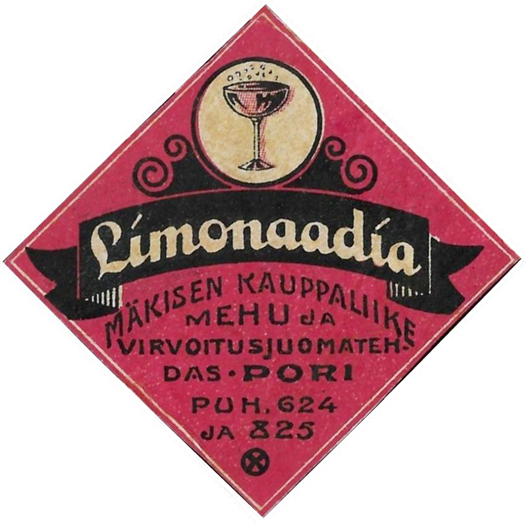 Limonaadia
MÄKISEN KAUPPALIIKE
MEHU JA
VIRVOITUSJUOMATEH-
DAS · PORI
PUH. 624
JA 825